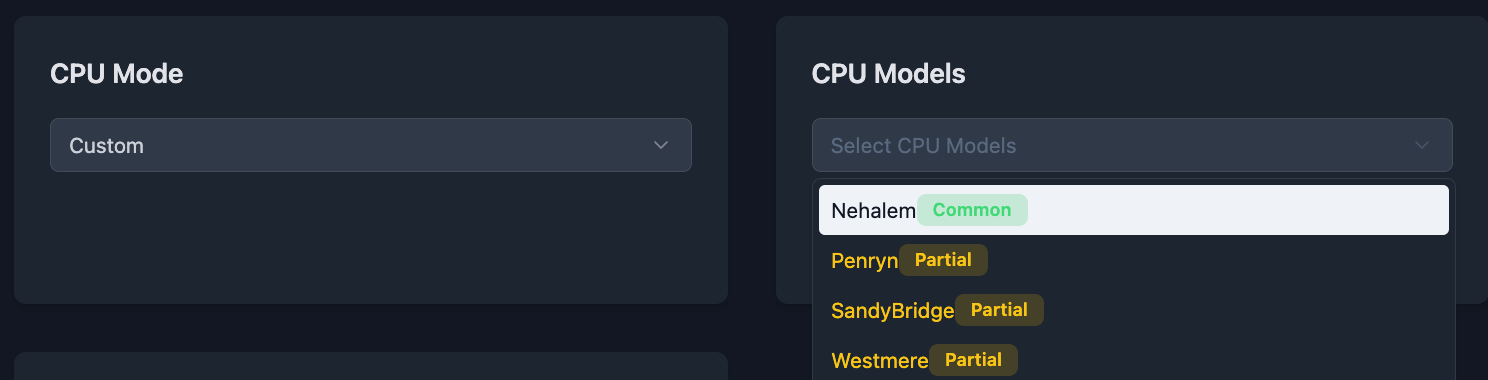 CPU Mode
Custom
CPU Models
Select CPU Models
Nehalem Common
Penryn Partial
SandyBridge Partial
Westmere Partial